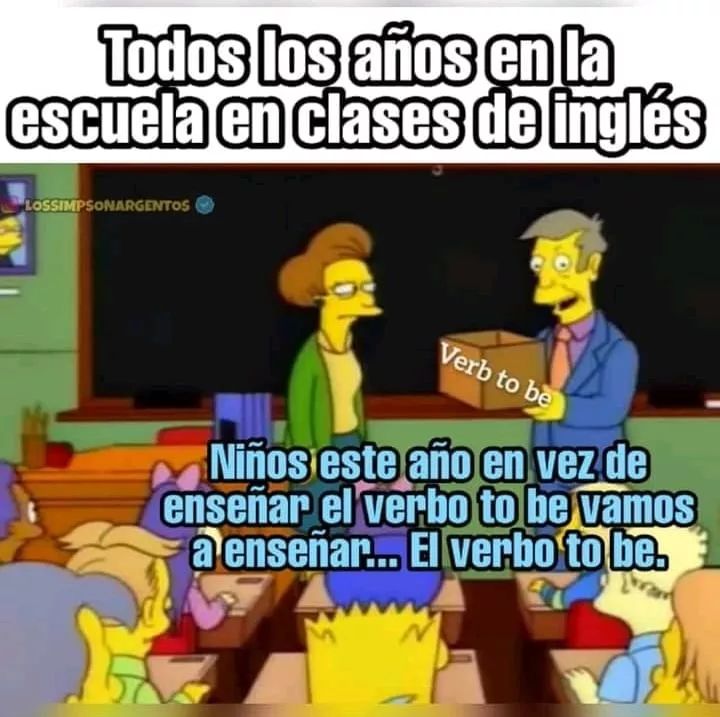 Todos los años en la
escuela en clases de inglés
LOSSIMPSONARGENTOS
Verb to be
Niños este año en vez de
enseñar el verbo to be vamos
a enseñar... El verbo to be.